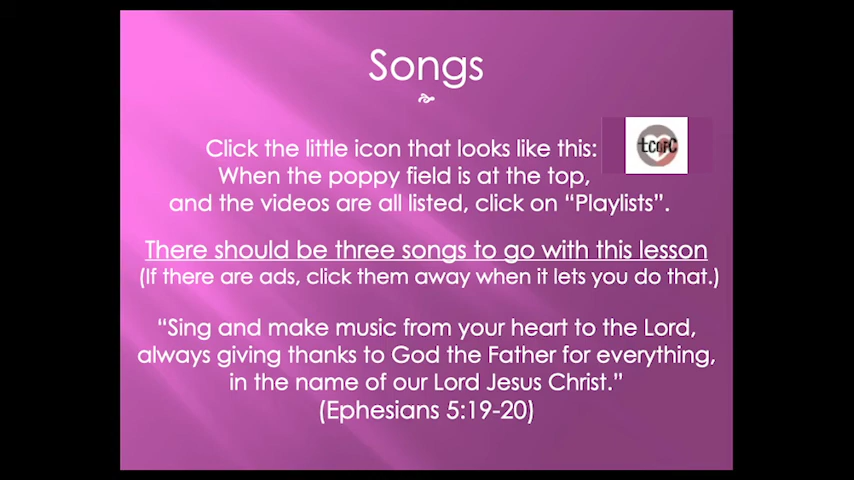 Songs
Click the little icon that looks like this:
tcofc
When the poppy field is at the top,
and the videos are all listed, click on “Playlists”.
There should be three songs to go with this lesson
(If there are ads, click them away when it lets you do that.)
“Sing and make music from your heart to the Lord,
always giving thanks to God the Father for everything,
in the name of our Lord Jesus Christ.”
(Ephesians 5:19-20)